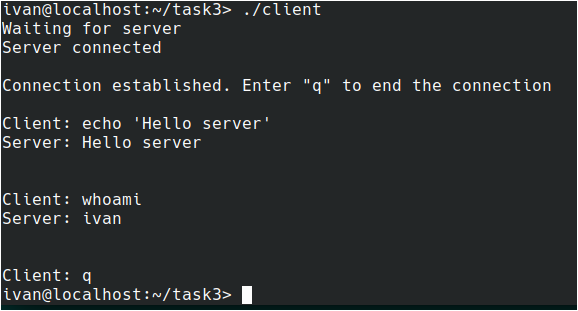 ivan@localhost:~/task3> ./client
Waiting for server
Server connected
Connection established. Enter "q" to end the connection
Client: echo 'Hello server'
Server: Hello server
Client: whoami
Server: ivan
Client: q
ivan@localhost:~/task3>